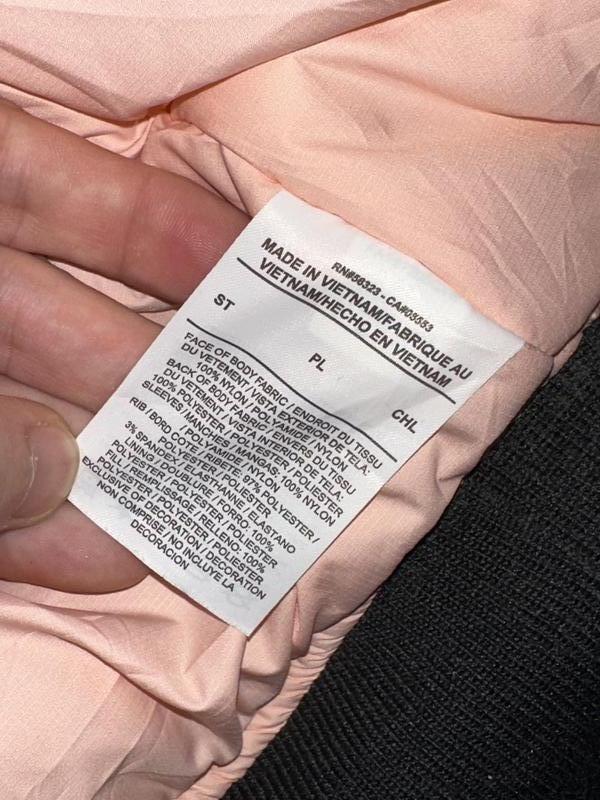 RN#56323 - CA#05553
MADE IN VIETNAM/FABRIQUE AU
VIETNAM/HECHO EN VIETNAM
ST PL CHL
FACE OF BODY FABRIC / ENDROIT DU TISSU
DU VETEMENT / VISTA EXTERIOR DE TELA:
100% NYLON / POLYAMIDE / NYLON
BACK OF BODY FABRIC: ENVERS DU TISSU
DU VETEMENT, VISTA INTERIOR DE TELA:
100% POLYESTER / POLYESTER / POLIESTER
SLEEVES / MANCHES / MANGAS: 100% NYLON
/ POLYAMIDE / NYLON
RIB / BORD COTE / RIBETE: 97% POLYESTER /
POLYESTER / POLIESTER
3% SPANDEX / ELASTHANNE / ELASTANO
LINING / DOUBLURE / FORRO: 100%
POLYESTER / POLYESTER / POLIESTER
FILL / REMPLISSAGE / RELLENO: 100%
POLYESTER / POLYESTER / POLIESTER
EXCLUSIVE OF DECORATION / DECORATION
NON COMPRISE / NO INCLUYE LA
DECORACION